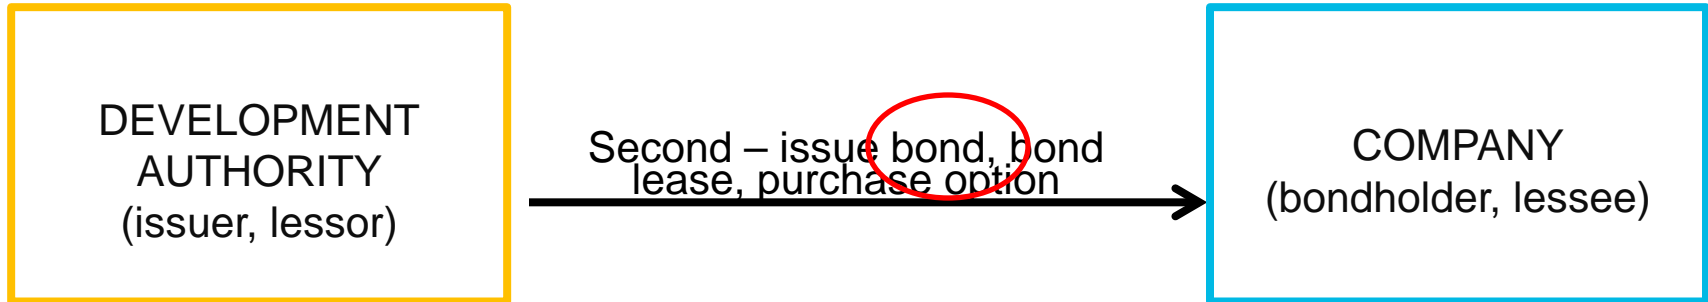 DEVELOPMENT
AUTHORITY
(issuer, lessor)
Second – issue bond, bond
lease, purchase option
COMPANY
(bondholder, lessee)